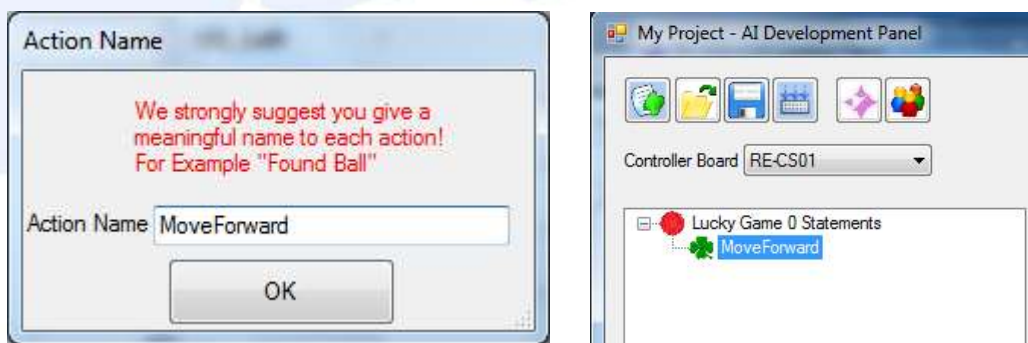 Action Name
We strongly suggest you give a
meaningful name to each action!
For Example "Found Ball"
Action Name MoveForward
OK
My Project - AI Development Panel
Controller Board RE-CS01
Lucky Game 0 Statements
MoveForward